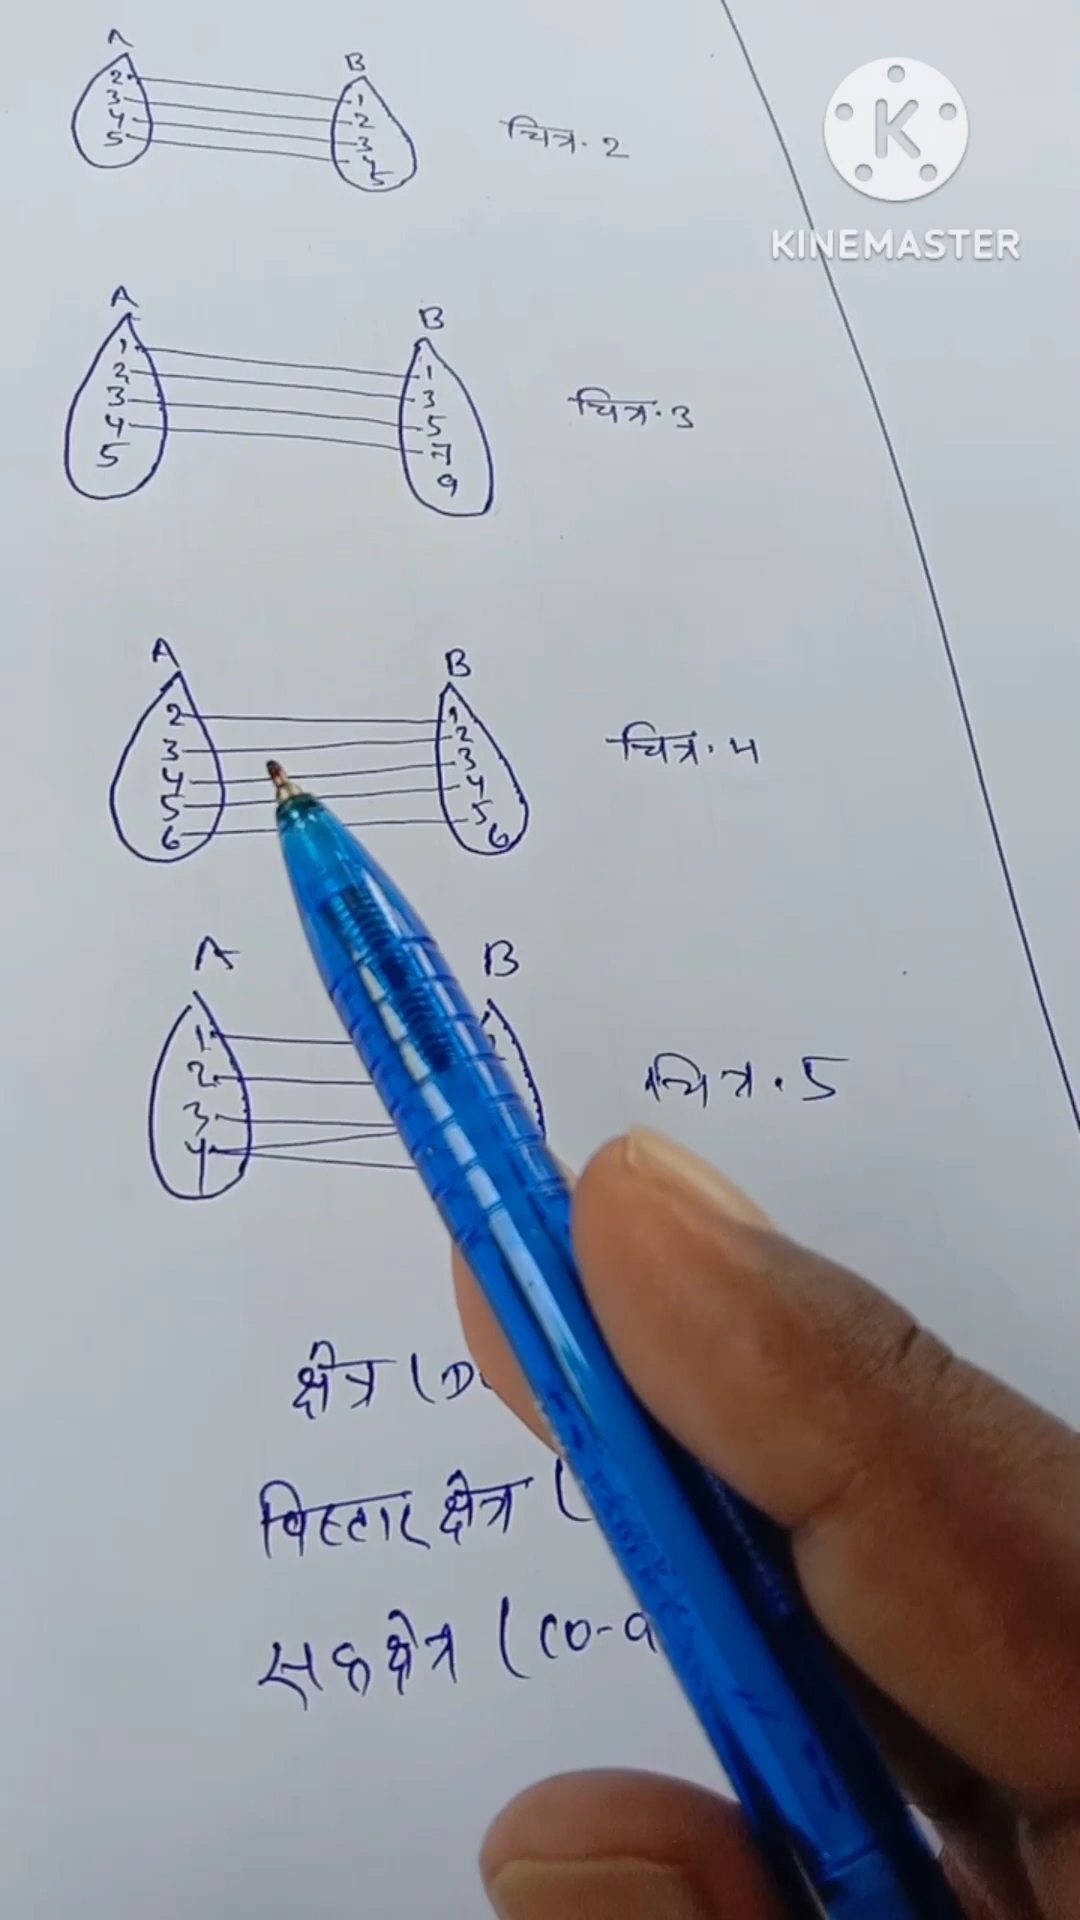 A B
2 1
3 2
4 3
5 4
5
चित्र. 2
KINEMASTER
A B
1 1
2 3
3 5
4 7
5 9
चित्र. 3
A B
2 1
3 2
4 3
5 4
6 5
6
चित्र. 4
A B
1
2
3
4
चित्र. 5
क्षेत्र (D
विस्तार क्षेत्र (
सहक्षेत्र (co-d